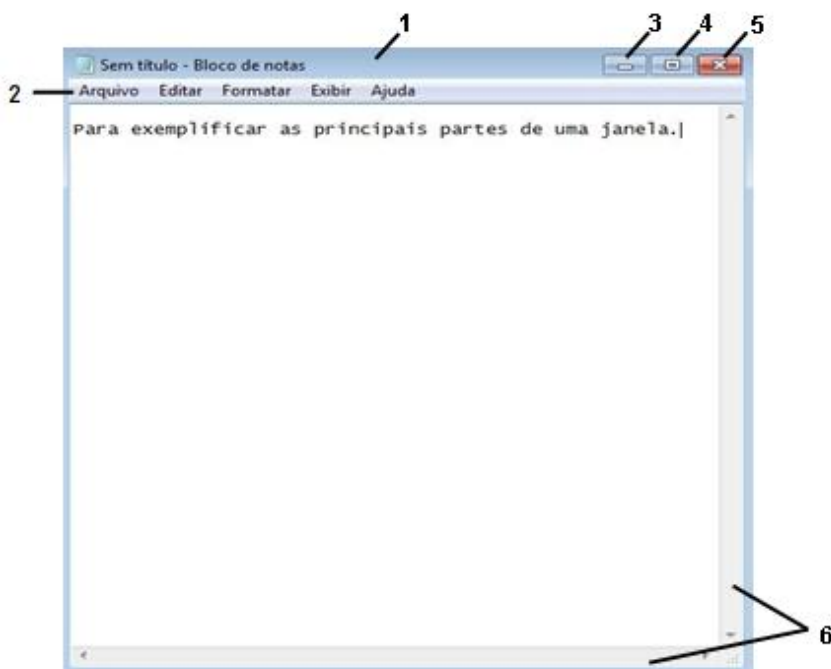 1 3 4 5
Sem título - Bloco de notas
2
Arquivo Editar Formatar Exibir Ajuda
Para exemplificar as principais partes de uma janela.
6